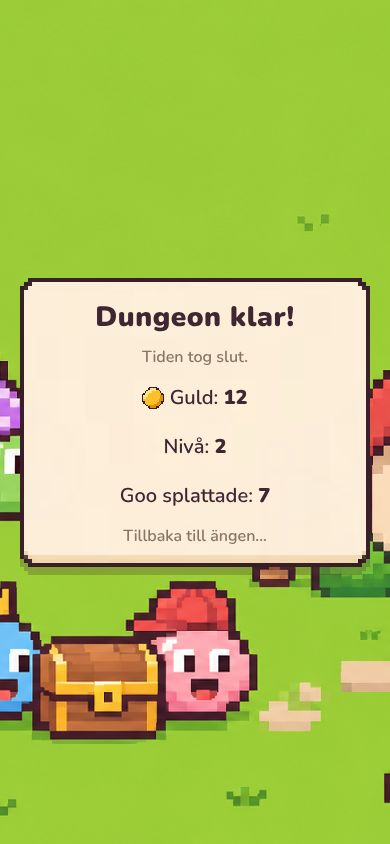 Dungeon klar!
Tiden tog slut.
Guld: 12
Nivå: 2
Goo splattade: 7
Tillbaka till ängen...